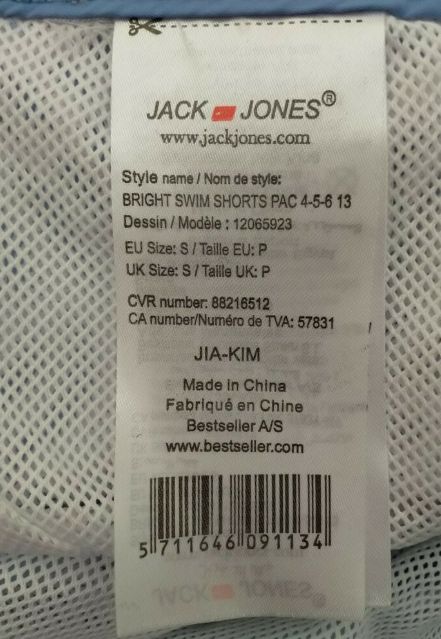 JACK JONES®
www.jackjones.com
Style name / Nom de style:
BRIGHT SWIM SHORTS PAC 4-5-6 13
Dessin / Modèle : 12065923
EU Size: S / Taille EU: P
UK Size: S / Taille UK: P
CVR number: 88216512
CA number/Numéro de TVA: 57831
JIA-KIM
Made in China
Fabriqué en Chine
Bestseller A/S
www.bestseller.com
5 711646 091134